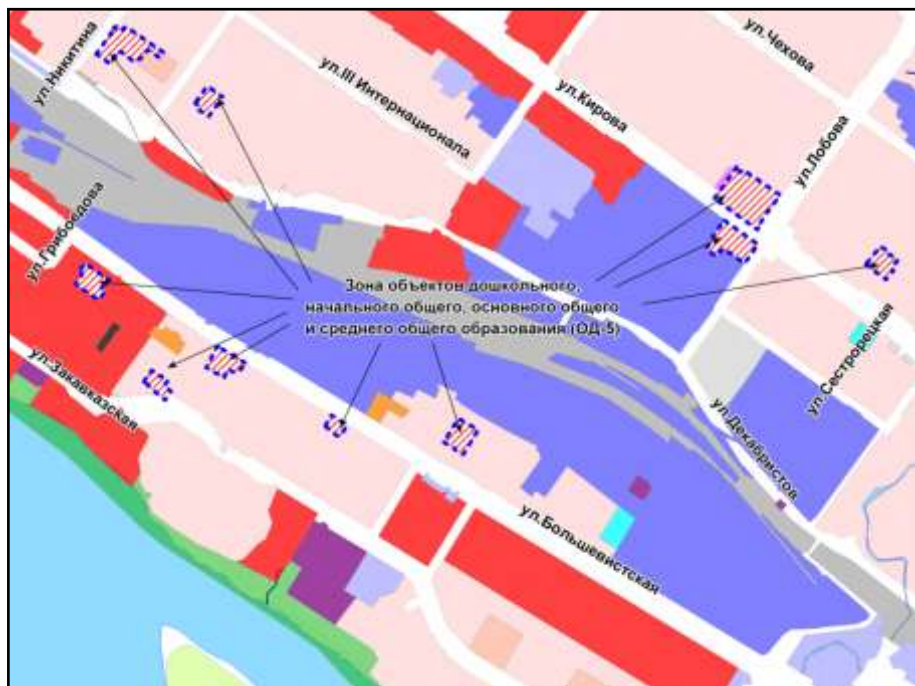 ул.Никитина
ул.III Интернационала
ул.Чехова
ул.Кирова
ул.Лобова
ул.Грибоедова
Зона объектов дошкольного,
начального общего, основного общего
и среднего общего образования (ОД-5)
ул.Сестрорецкая
ул.Закавказская
ул.Декабристов
ул.Большевистская